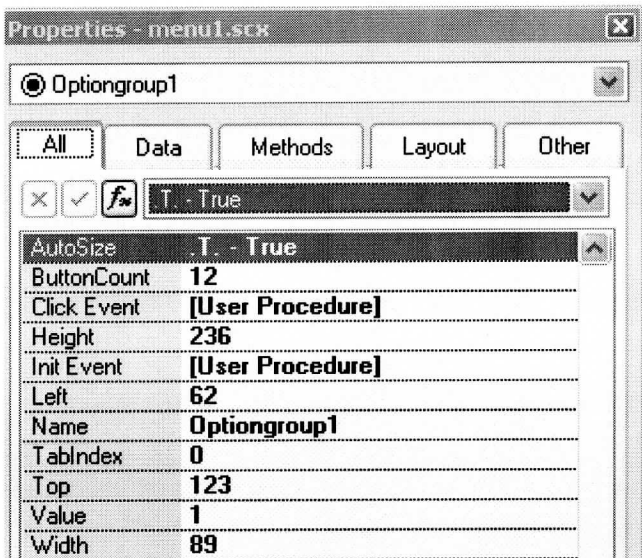 Properties - menu1.scx
Optiongroup1
All Data Methods Layout Other
fx .T. - True
AutoSize .T. - True
ButtonCount 12
Click Event [User Procedure]
Height 236
Init Event [User Procedure]
Left 62
Name Optiongroup1
TabIndex 0
Top 123
Value 1
Width 89